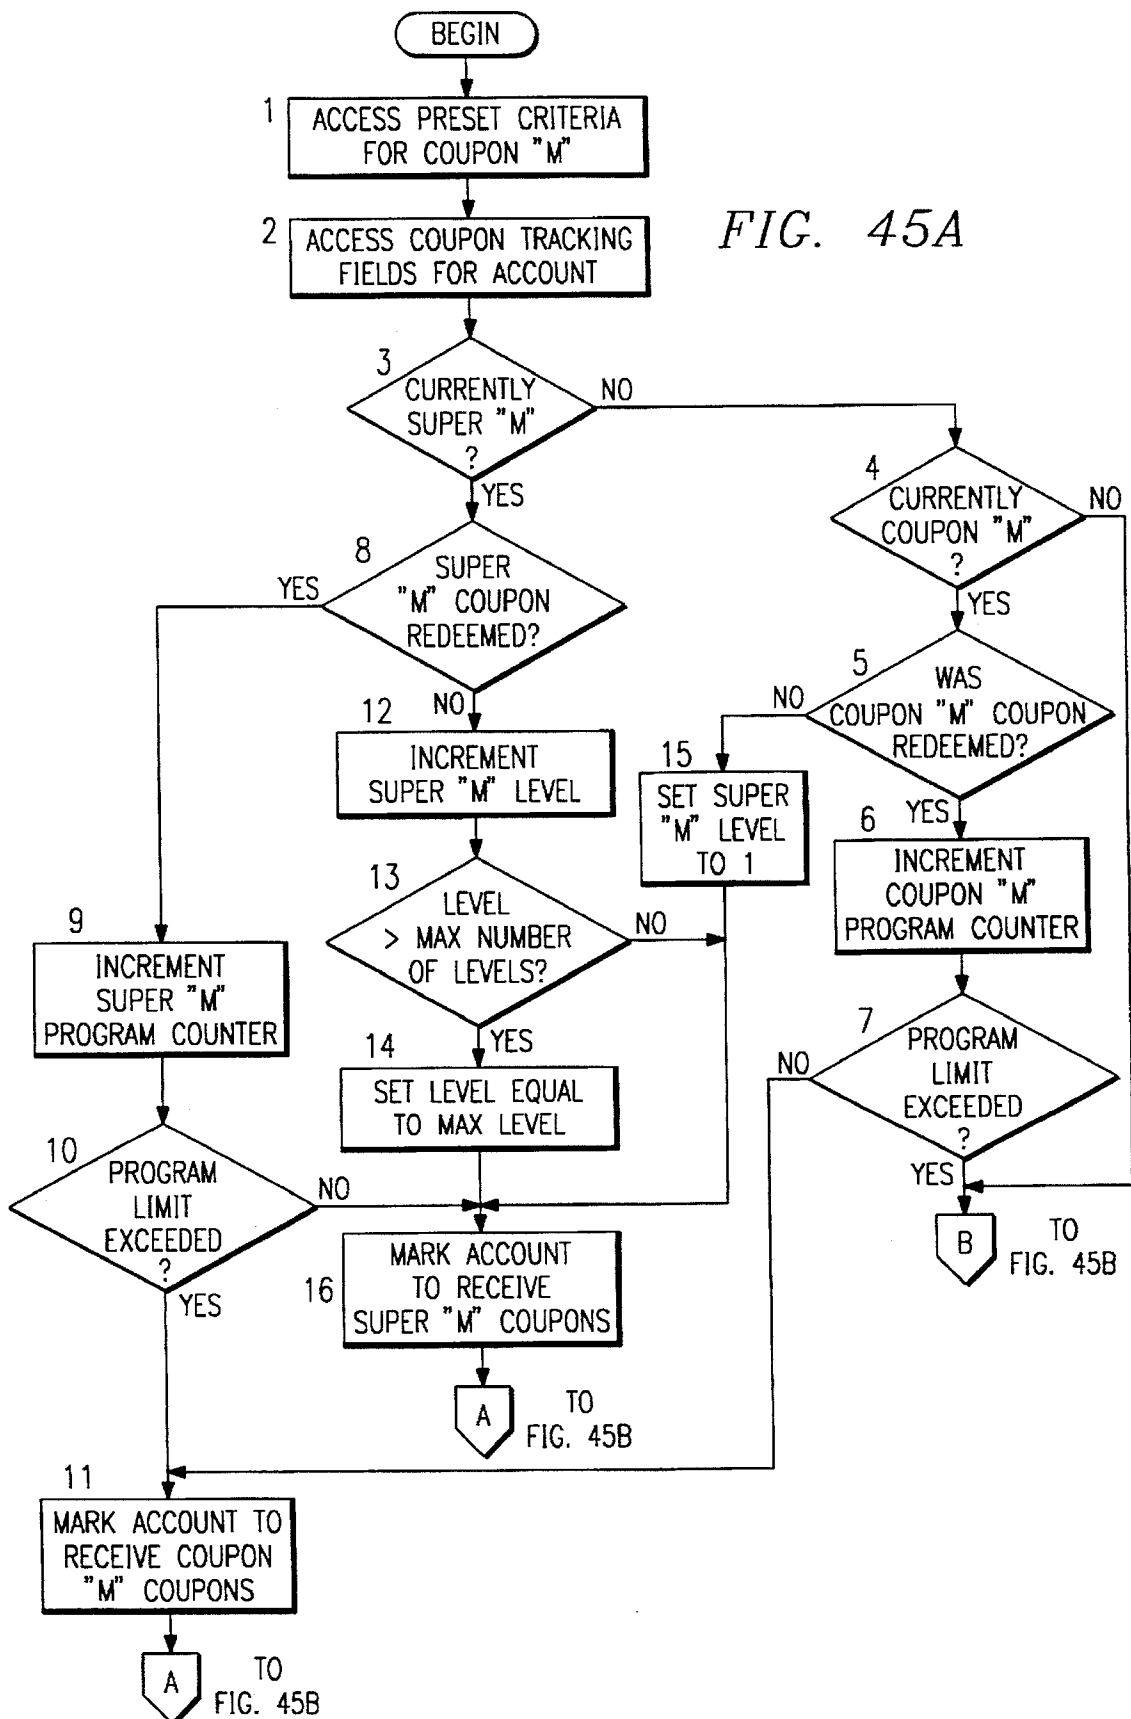 BEGIN
1
ACCESS PRESET CRITERIA
FOR COUPON "M"
2
ACCESS COUPON TRACKING
FIELDS FOR ACCOUNT
FIG. 45A
3
CURRENTLY
SUPER "M"
?
NO
YES
4
CURRENTLY
COUPON "M"
?
NO
YES
8
SUPER
"M" COUPON
REDEEMED?
YES
NO
5
WAS
COUPON "M" COUPON
REDEEMED?
NO
YES
12
INCREMENT
SUPER "M" LEVEL
15
SET SUPER
"M" LEVEL
TO 1
6
INCREMENT
COUPON "M"
PROGRAM COUNTER
13
LEVEL
> MAX NUMBER
OF LEVELS?
NO
YES
9
INCREMENT
SUPER "M"
PROGRAM COUNTER
7
PROGRAM
LIMIT
EXCEEDED
?
NO
YES
14
SET LEVEL EQUAL
TO MAX LEVEL
10
PROGRAM
LIMIT
EXCEEDED
?
NO
YES
B
TO
FIG. 45B
16
MARK ACCOUNT
TO RECEIVE
SUPER "M" COUPONS
A
TO
FIG. 45B
11
MARK ACCOUNT TO
RECEIVE COUPON
"M" COUPONS
A
TO
FIG. 45B